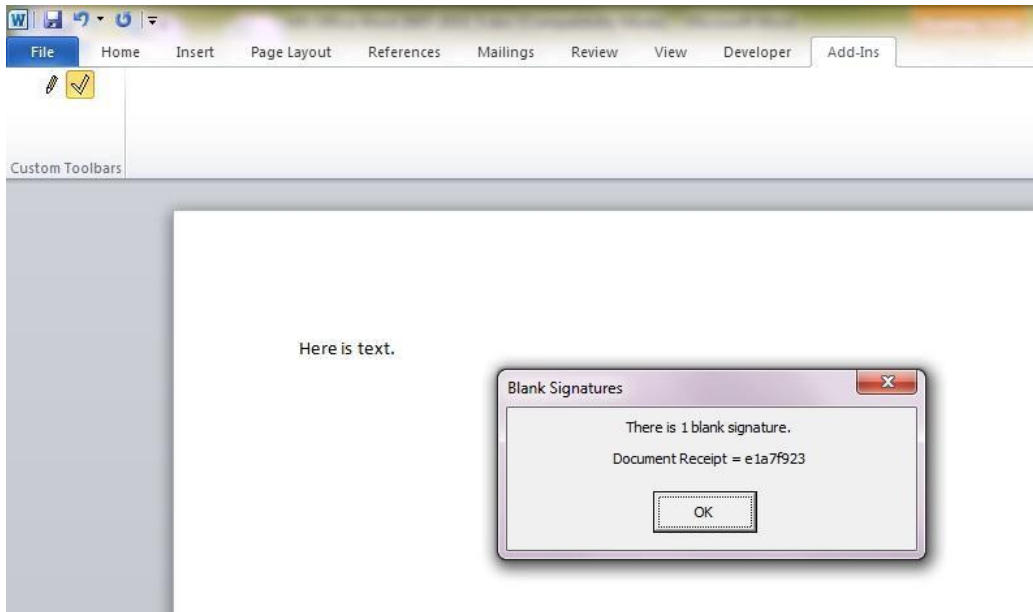 File Home Insert Page Layout References Mailings Review View Developer Add-Ins
Custom Toolbars
Here is text.
Blank Signatures
There is 1 blank signature.
Document Receipt = e1a7f923
OK